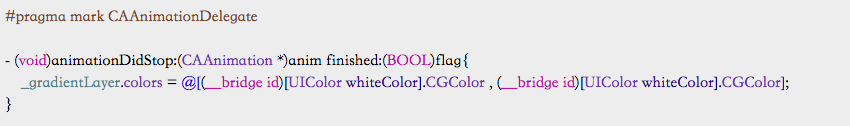 #pragma mark CAAnimationDelegate
- (void)animationDidStop:(CAAnimation *)anim finished:(BOOL)flag{
_gradientLayer.colors = @[(__bridge id)[UIColor whiteColor].CGColor , (__bridge id)[UIColor whiteColor].CGColor];
}